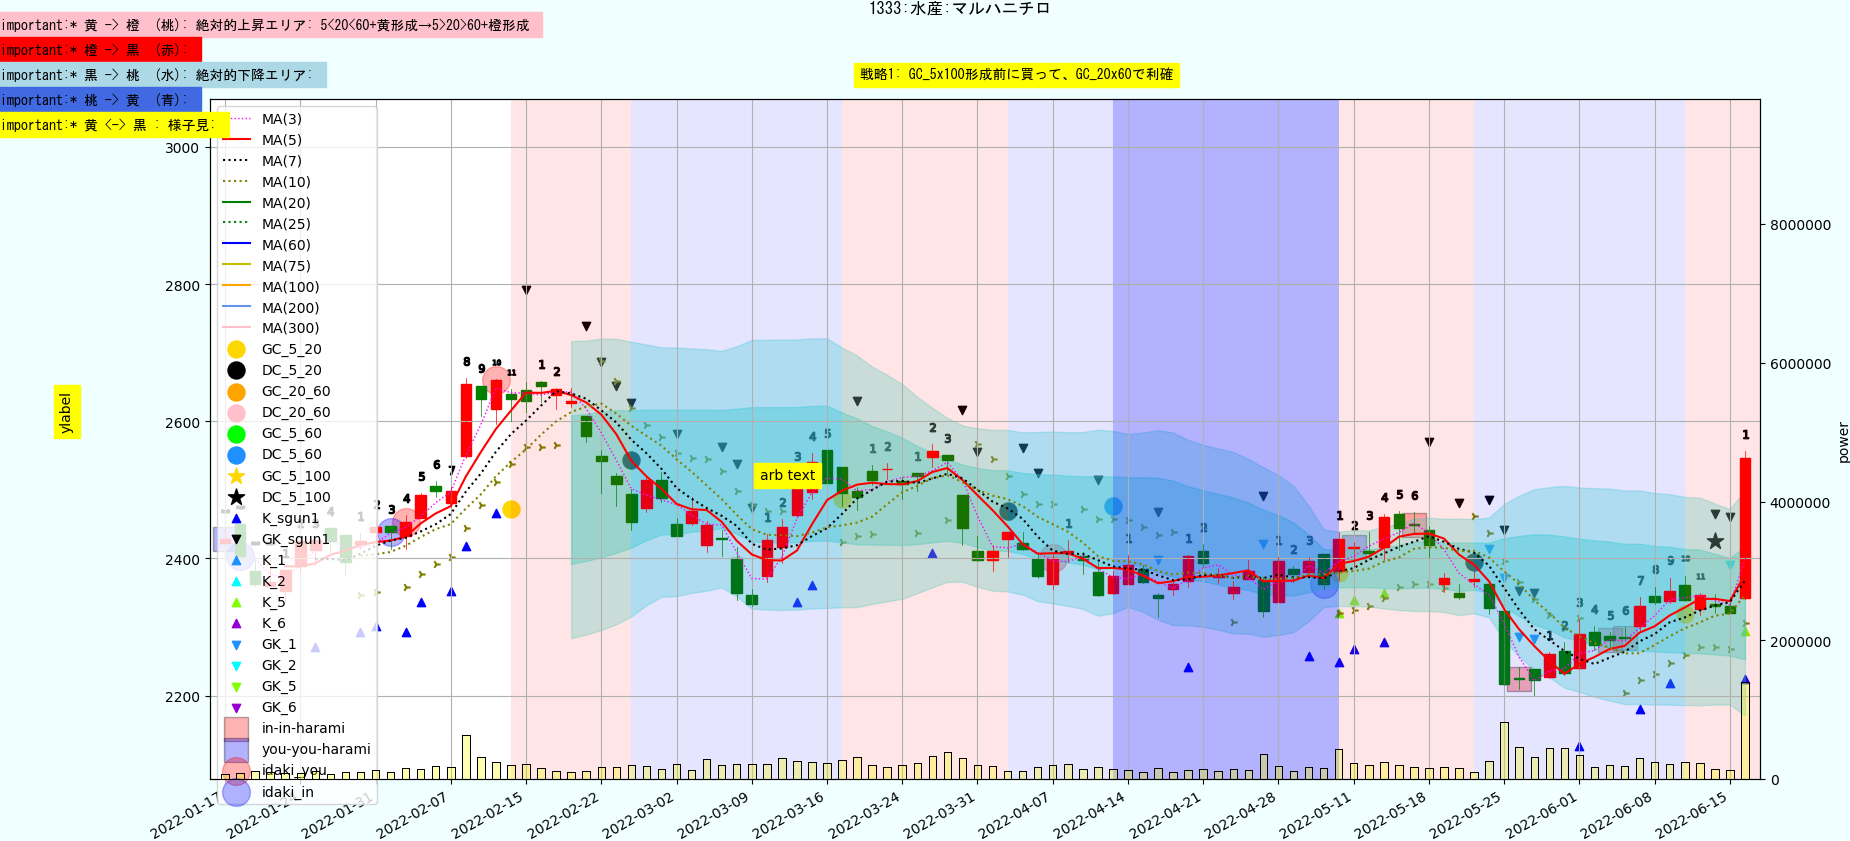 1333:水産:マルハニチロ
important:* 黄 -> 橙 (桃): 絶対的上昇エリア: 5<20<60+黄形成→5>20>60+橙形成
important:* 橙 -> 黒 (赤):
important:* 黒 -> 桃 (水): 絶対的下降エリア:
戦略1: GC_5x100形成前に買って、GC_20x60で利確
important:* 桃 -> 黄 (青):
important:* 黄 <-> 黒 : 様子見:
MA(3)
MA(5)
MA(7)
MA(10)
MA(20)
MA(25)
MA(60)
MA(75)
MA(100)
MA(200)
MA(300)
GC_5_20
DC_5_20
GC_20_60
DC_20_60
GC_5_60
DC_5_60
GC_5_100
DC_5_100
K_sgun1
GK_sgun1
K_1
K_2
K_5
K_6
GK_1
GK_2
GK_5
GK_6
in-in-harami
you-you-harami
idaki_you
idaki_in
3000
2800
2600
2400
2200
ylabel
arb text
8000000
6000000
4000000
2000000
0
power
2022-01-17
2022-01-31
2022-02-07
2022-02-15
2022-02-22
2022-03-02
2022-03-09
2022-03-16
2022-03-24
2022-03-31
2022-04-07
2022-04-14
2022-04-21
2022-04-28
2022-05-11
2022-05-18
2022-05-25
2022-06-01
2022-06-08
2022-06-15